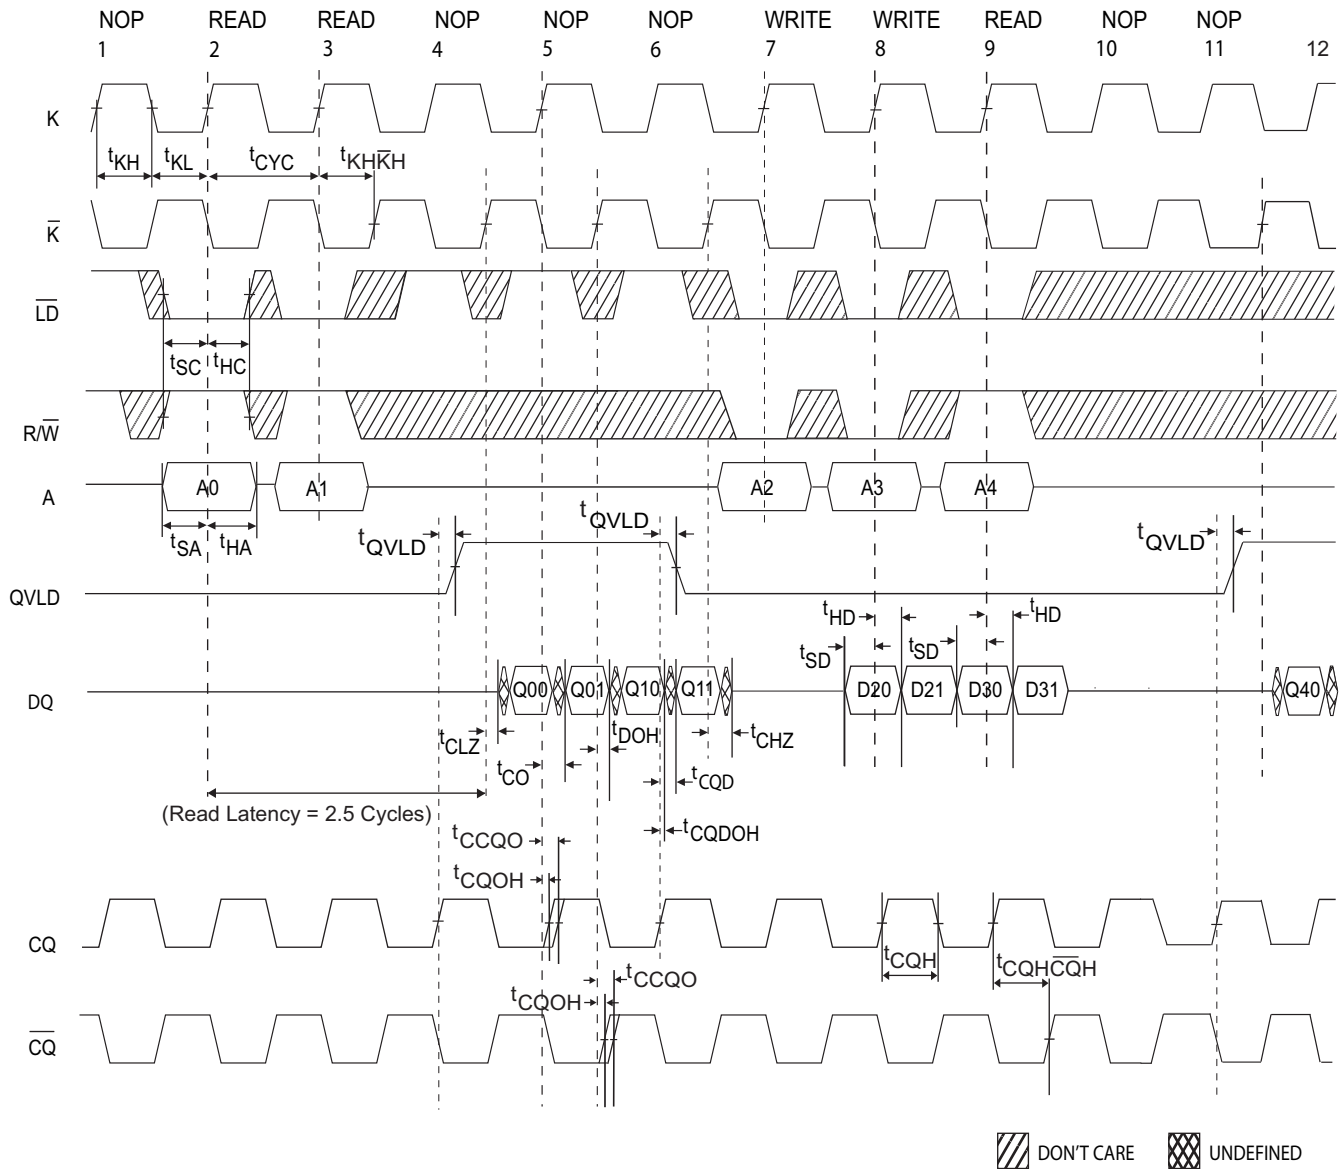 NOP READ READ NOP NOP NOP WRITE WRITE READ NOP NOP
1 2 3 4 5 6 7 8 9 10 11 12
K
tKH tKL tCYC tKHK̅H
K̅
L̅D̅
tSC tHC
R/W̅
A A0 A1 A2 A3 A4
tSA tHA tQVLD tQVLD tQVLD
QVLD
tHD tHD
tSD tSD
DQ Q00 Q01 Q10 Q11 D20 D21 D30 D31 Q40
tCLZ tDOH tCHZ
tCO tCQD
(Read Latency = 2.5 Cycles)
tCQDOH
tCCQO
tCQOH
CQ
tCQH tCQHC̅Q̅H
tCCQO
tCQOH
C̅Q̅
DON'T CARE UNDEFINED